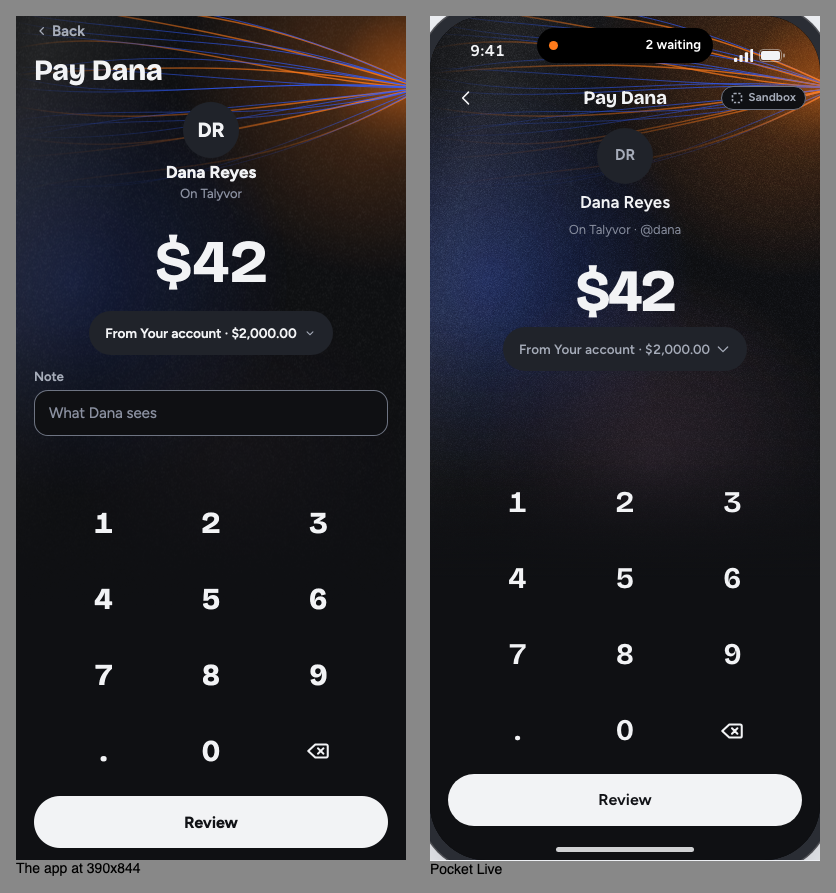 Back
Pay Dana
DR
Dana Reyes
On Talyvor
$42
From Your account · $2,000.00
Note
What Dana sees
1 2 3
4 5 6
7 8 9
. 0
Review
The app at 390x844
9:41
2 waiting
Pay Dana
Sandbox
DR
Dana Reyes
On Talyvor · @dana
$42
From Your account · $2,000.00
1 2 3
4 5 6
7 8 9
. 0
Review
Pocket Live